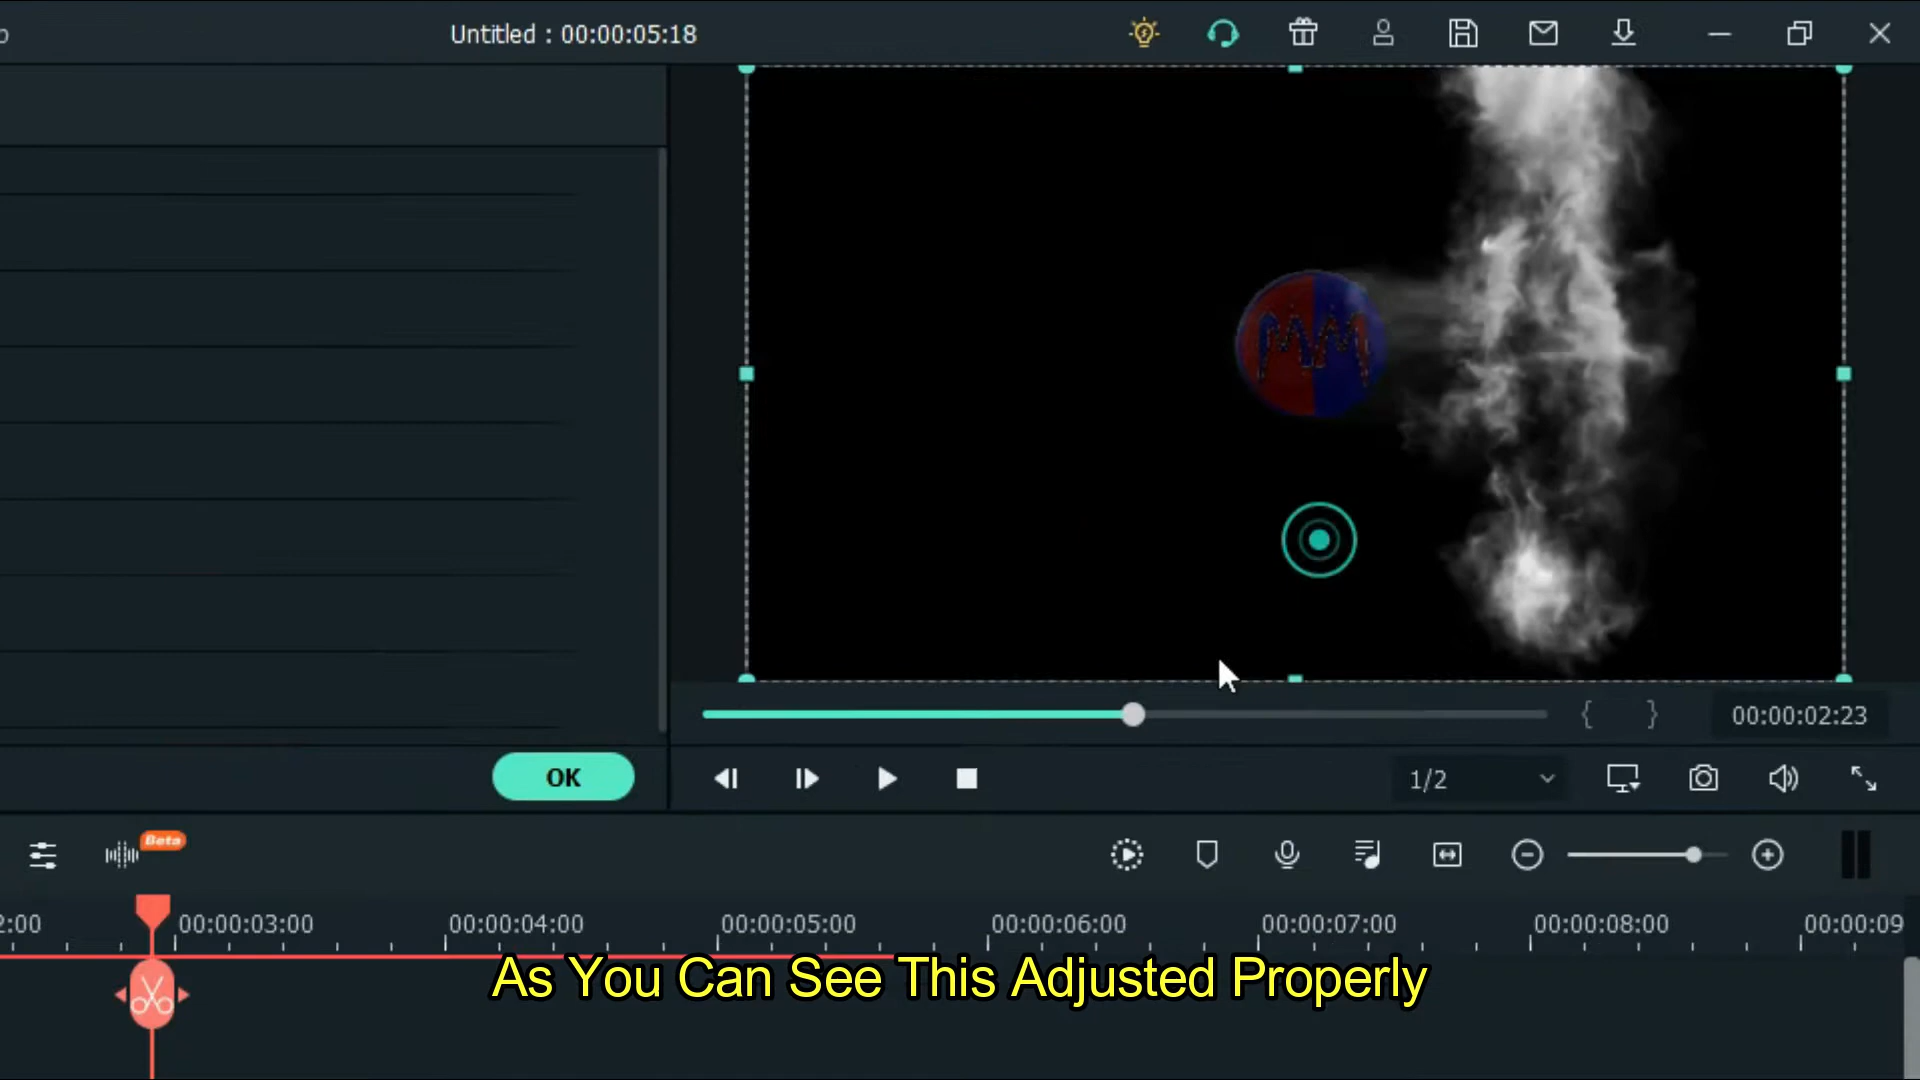 Untitled : 00:00:05:18
MM
00:00:02:23
OK
1/2
Beta
2:00
00:00:03:00
00:00:04:00
00:00:05:00
00:00:06:00
00:00:07:00
00:00:08:00
00:00:09
As You Can See This Adjusted Properly